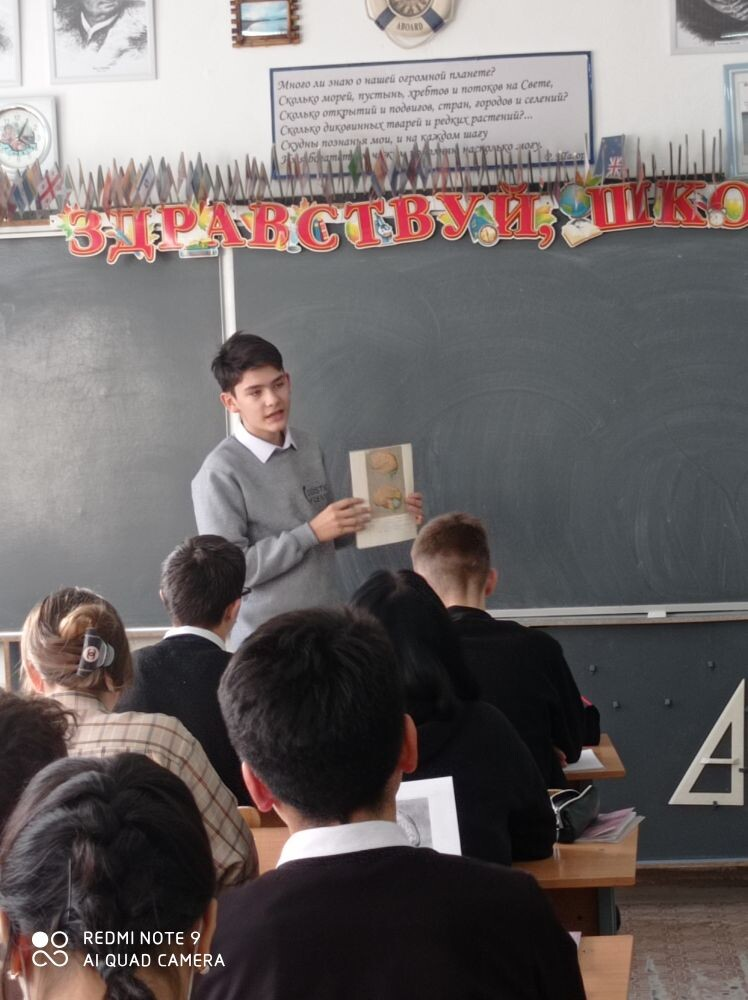 ABOARD
Много ли знаю о нашей огромной планете?
Сколько морей, пустынь, хребтов и потоков на Свете,
Сколько открытий и подвигов, стран, городов и селений?
Сколько диковинных тварей и редких растений?...
Скудны познанья мои, и на каждом шагу
насколько могу.
ЗДРАВСТВУЙ, ШКО
REDMI NOTE 9
AI QUAD CAMERA